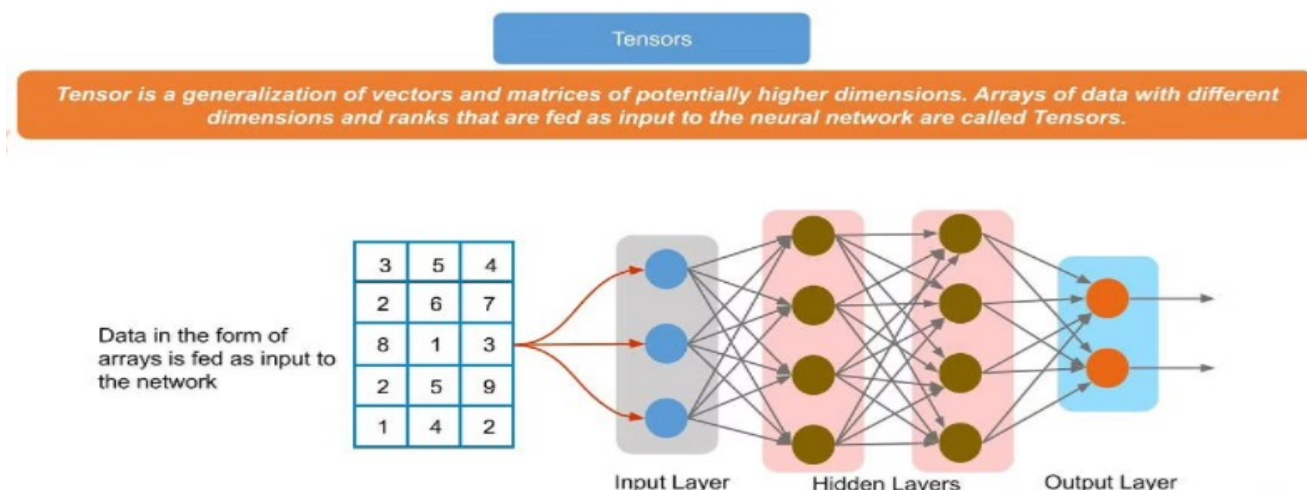 Tensors
Tensor is a generalization of vectors and matrices of potentially higher dimensions. Arrays of data with different
dimensions and ranks that are fed as input to the neural network are called Tensors.
Data in the form of
arrays is fed as input to
the network
3 5 4
2 6 7
8 1 3
2 5 9
1 4 2
Input Layer Hidden Layers Output Layer